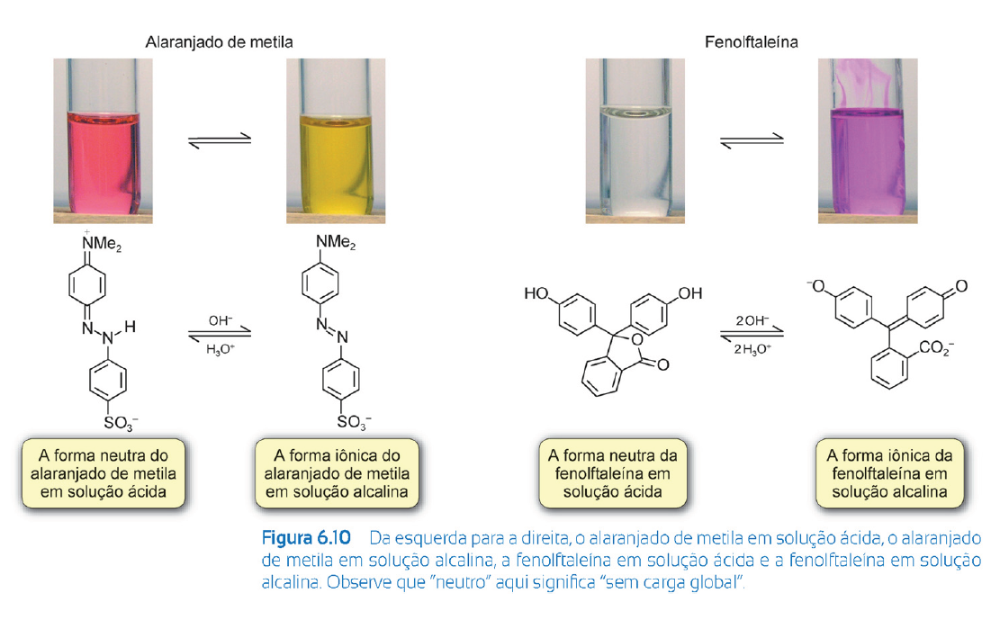 Alaranjado de metila
Fenolftaleína
+
NMe2
N
N
H
SO3−
OH−
H3O+
NMe2
N
N
SO3−
HO
OH
O
O
2OH−
2H3O+
−O
O
CO2−
A forma neutra do
alaranjado de metila
em solução ácida
A forma iônica do
alaranjado de metila
em solução alcalina
A forma neutra da
fenolftaleína em
solução ácida
A forma iônica da
fenolftaleína em
solução alcalina
Figura 6.10 Da esquerda para a direita, o alaranjado de metila em solução ácida, o alaranjado
de metila em solução alcalina, a fenolftaleína em solução ácida e a fenolftaleína em solução
alcalina. Observe que "neutro" aqui significa "sem carga global".